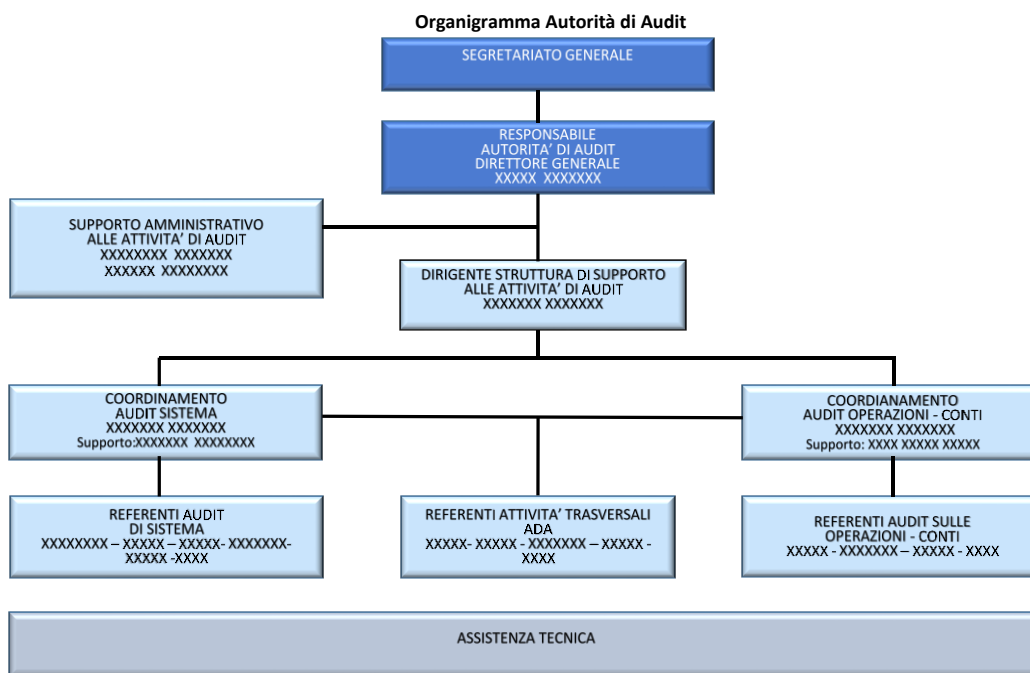 Organigramma Autorità di Audit
SEGRETARIATO GENERALE
RESPONSABILE
AUTORITA’ DI AUDIT
DIRETTORE GENERALE
XXXXX XXXXXXX
SUPPORTO AMMINISTRATIVO
ALLE ATTIVITA’ DI AUDIT
XXXXXXXX XXXXXXX
XXXXXX XXXXXXXX
DIRIGENTE STRUTTURA DI SUPPORTO
ALLE ATTIVITA’ DI AUDIT
XXXXXXX XXXXXXX
COORDINAMENTO
AUDIT SISTEMA
XXXXXXX XXXXXXX
Supporto:XXXXXXX XXXXXXXX
COORDIANAMENTO
AUDIT OPERAZIONI - CONTI
XXXXXXX XXXXXXX
Supporto: XXXX XXXXX XXXXX
REFERENTI AUDIT
DI SISTEMA
XXXXXXXX – XXXXX – XXXXX- XXXXXXX-
XXXXX -XXXX
REFERENTI ATTIVITA’ TRASVERSALI
ADA
XXXXX- XXXXX - XXXXXXX – XXXXX -
XXXX
REFERENTI AUDIT SULLE
OPERAZIONI - CONTI
XXXXX - XXXXXXX – XXXXX - XXXX
ASSISTENZA TECNICA